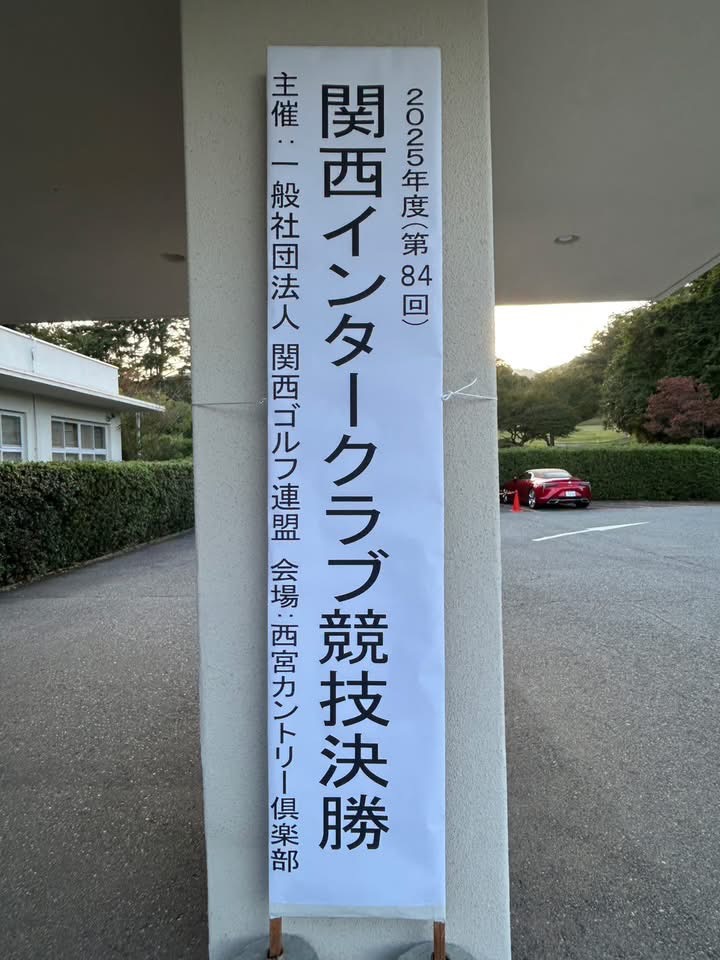 2025年度(第84回)
関西インタークラブ競技決勝
主催:一般社団法人 関西ゴルフ連盟 会場:西宮カントリー倶楽部